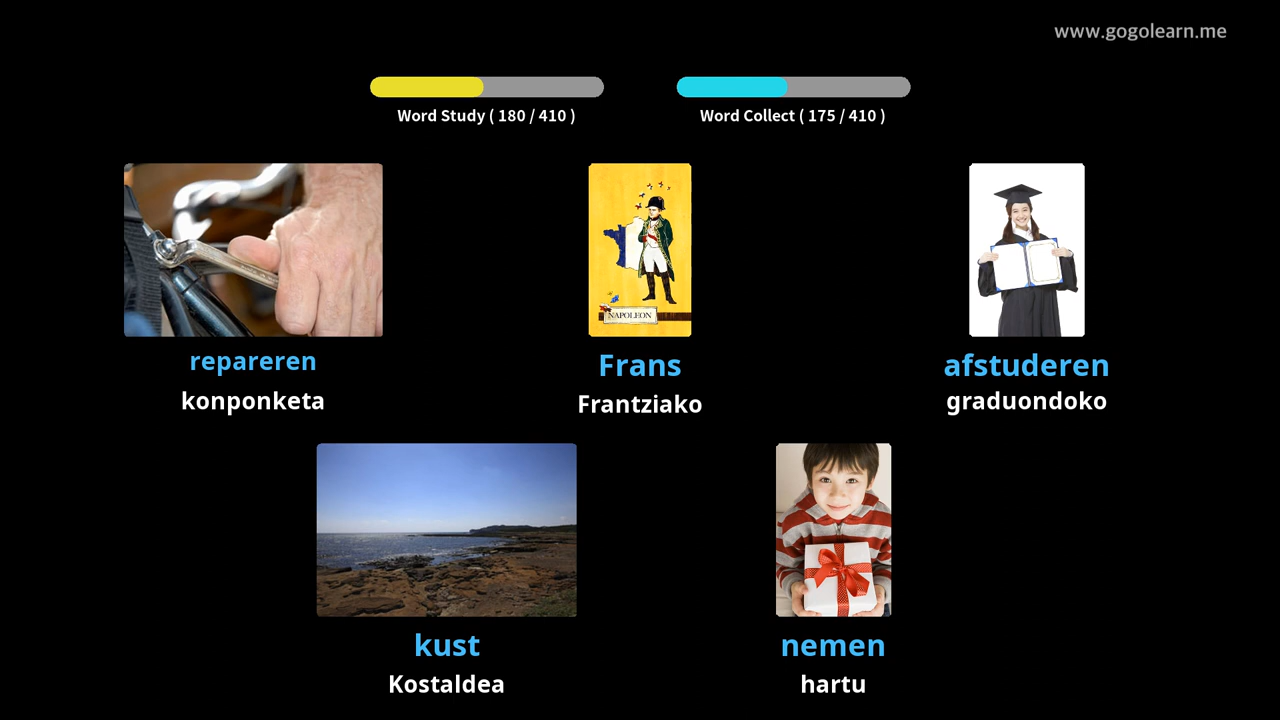 www.gogolearn.me
Word Study ( 180 / 410 )
Word Collect ( 175 / 410 )
NAPOLEON
repareren
Frans
afstuderen
konponketa
Frantziako
graduondoko
kust
nemen
Kostaldea
hartu